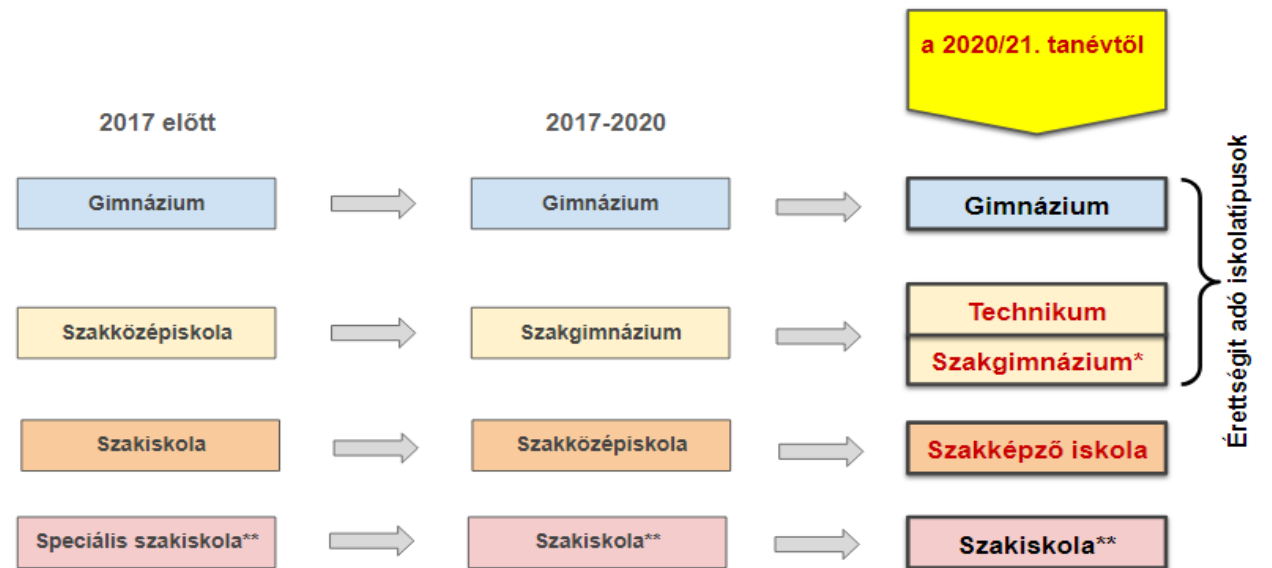 a 2020/21. tanévtől
2017 előtt
2017-2020
Gimnázium
Gimnázium
Gimnázium
Szakközépiskola
Szakgimnázium
Technikum
Szakgimnázium*
Szakiskola
Szakközépiskola
Szakképző iskola
Speciális szakiskola**
Szakiskola**
Szakiskola**
Érettségit adó iskolatípusok